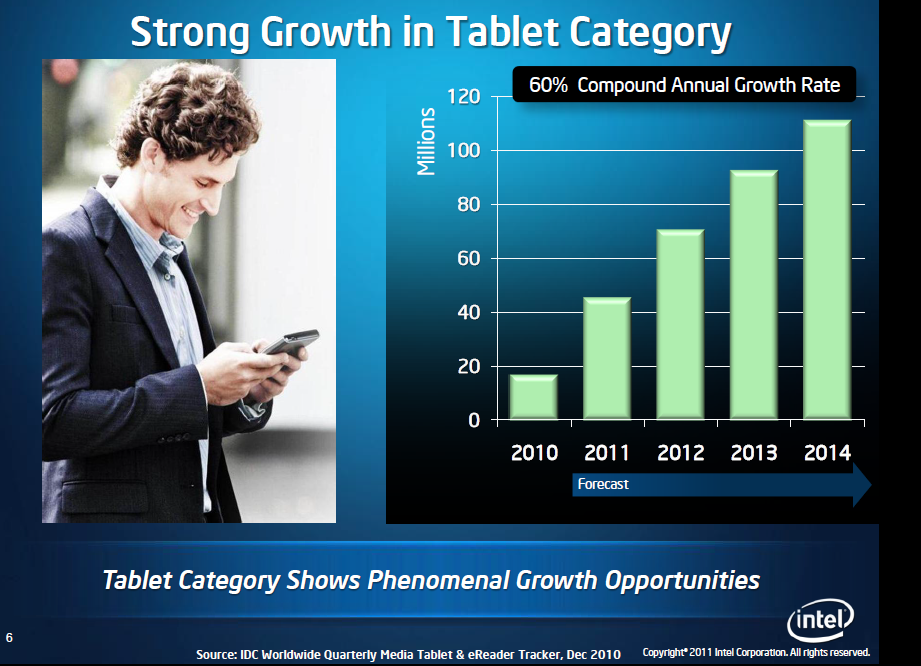 Strong Growth in Tablet Category
60% Compound Annual Growth Rate
Millions
120
100
80
60
40
20
0
2010 2011 2012 2013 2014
Forecast
Tablet Category Shows Phenomenal Growth Opportunities
intel
6
Source: IDC Worldwide Quarterly Media Tablet & eReader Tracker, Dec 2010
Copyright® 2011 Intel Corporation. All rights reserved.